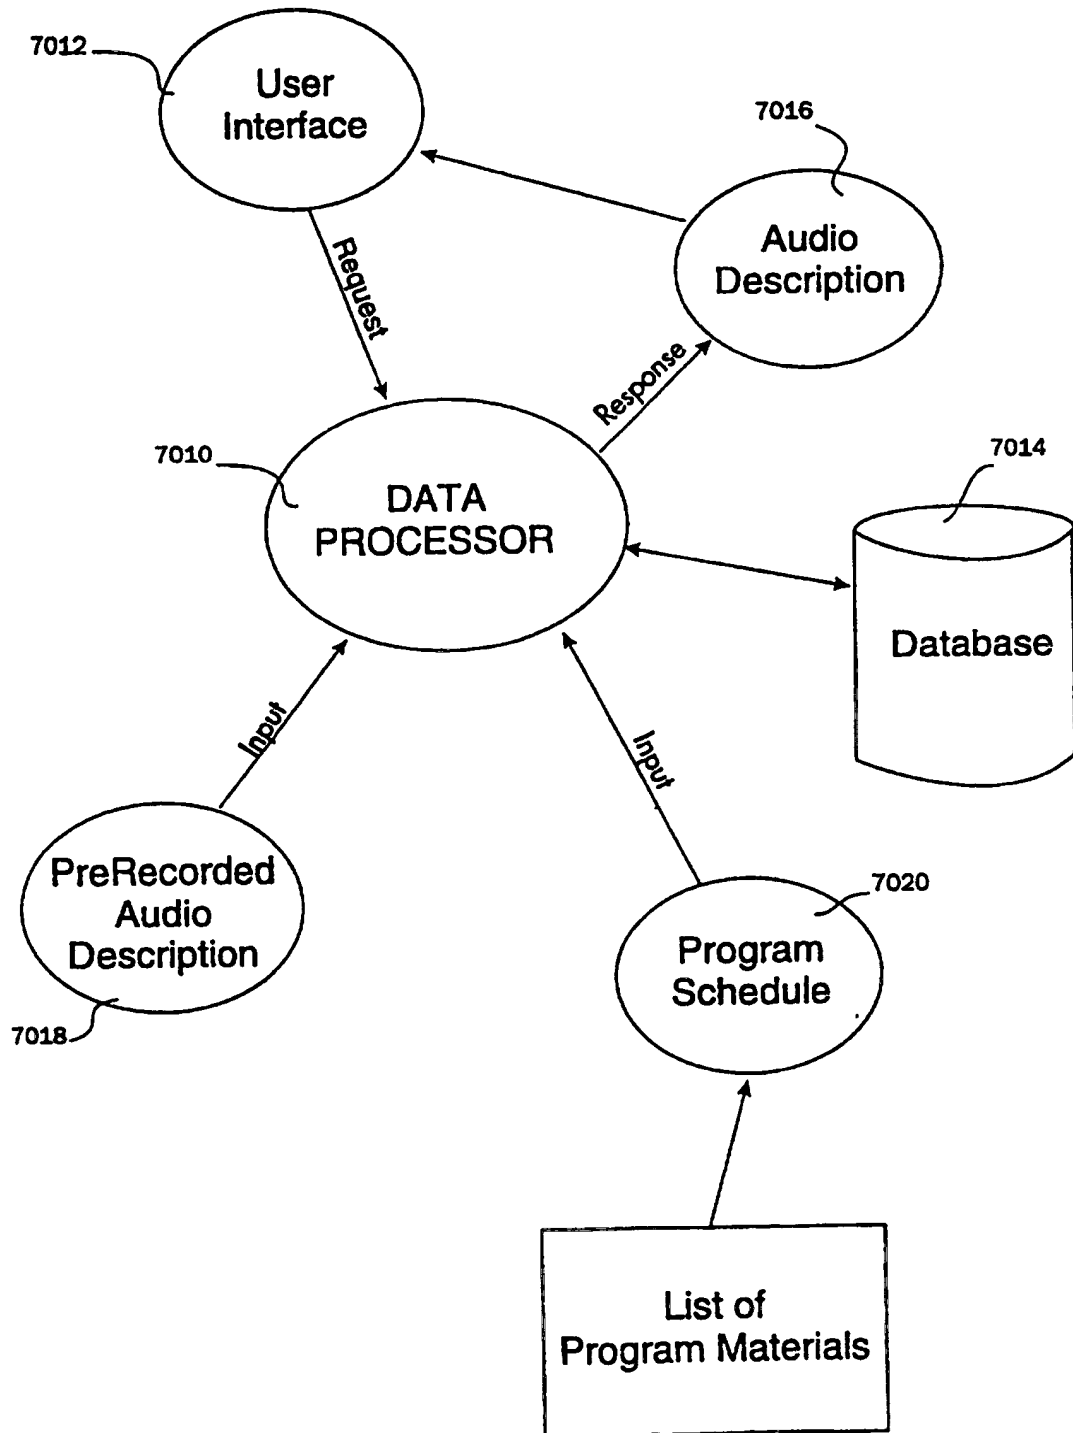 7012
User
Interface
7016
Audio
Description
Request
Response
7010
DATA
PROCESSOR
7014
Database
Input
Input
PreRecorded
Audio
Description
7018
7020
Program
Schedule
List of
Program Materials